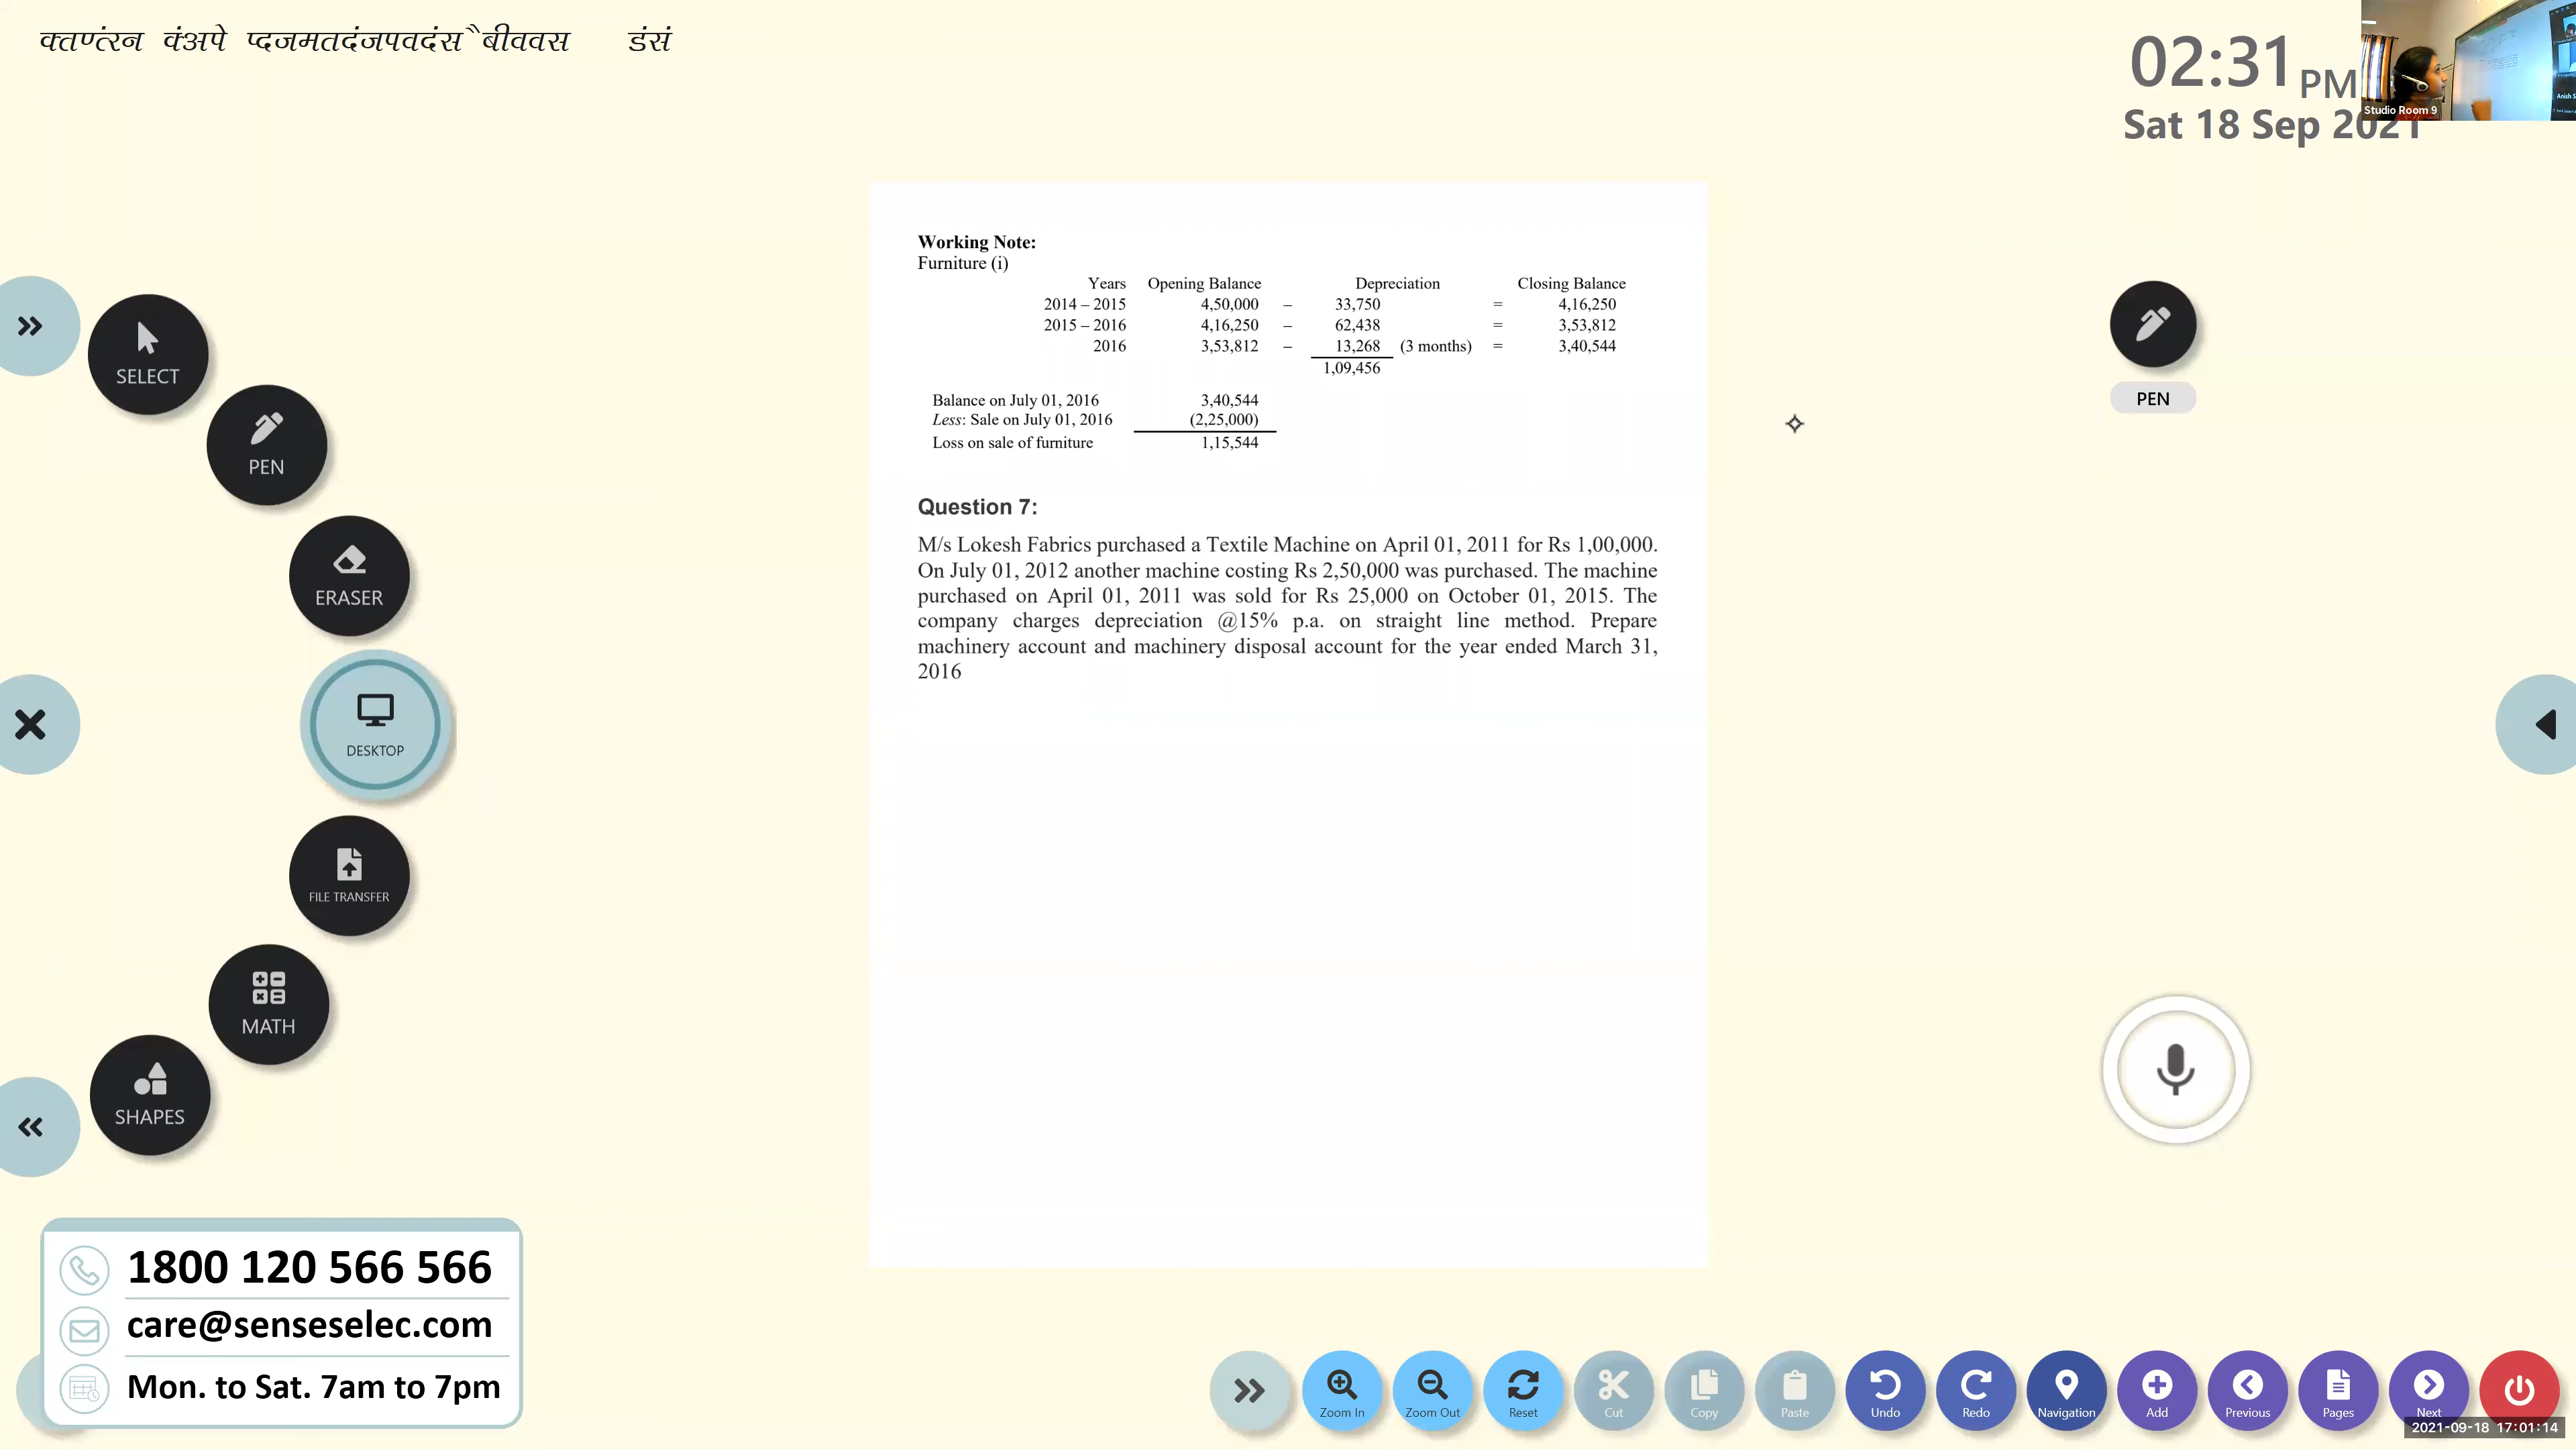 क्तण्ंरन क्ंअपे प्दजमतदंजपवदंस ैबीववस डंसं
02:31 PM
Sat 18 Sep 2021
Studio Room 9
Anish S
Working Note:
Furniture (i)
Years Opening Balance Depreciation Closing Balance
2014 – 2015 4,50,000 – 33,750 = 4,16,250
2015 – 2016 4,16,250 – 62,438 = 3,53,812
2016 3,53,812 – 13,268 (3 months) = 3,40,544
1,09,456
Balance on July 01, 2016 3,40,544
Less: Sale on July 01, 2016 (2,25,000)
Loss on sale of furniture 1,15,544
Question 7:
M/s Lokesh Fabrics purchased a Textile Machine on April 01, 2011 for Rs 1,00,000.
On July 01, 2012 another machine costing Rs 2,50,000 was purchased. The machine
purchased on April 01, 2011 was sold for Rs 25,000 on October 01, 2015. The
company charges depreciation @15% p.a. on straight line method. Prepare
machinery account and machinery disposal account for the year ended March 31,
2016
SELECT
PEN
ERASER
DESKTOP
FILE TRANSFER
MATH
SHAPES
PEN
1800 120 566 566
care@senseselec.com
Mon. to Sat. 7am to 7pm
Zoom In
Zoom Out
Reset
Cut
Copy
Paste
Undo
Redo
Navigation
Add
Previous
Pages
Next
2021-09-18 17:01:14